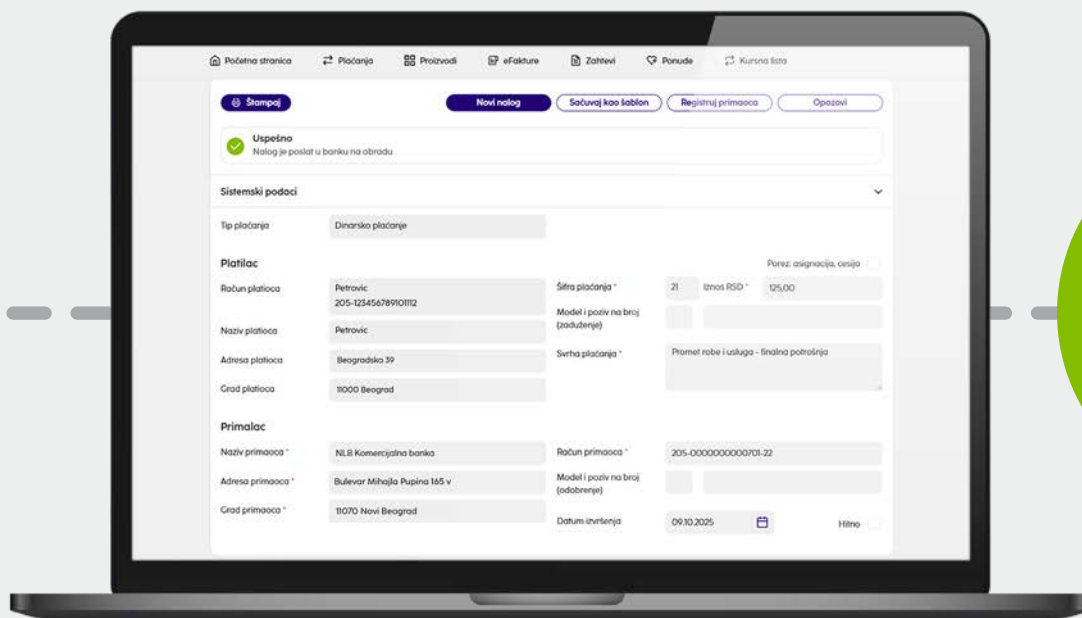 Početna stranica
Plaćanja
Proizvodi
eFakture
Zahtevi
Ponude
Kursna lista
Štampaj
Novi nalog
Sačuvaj kao šablon
Registruj primaoca
Opozovi
Uspešno
Nalog je poslat u banku na obradu
Sistemski podaci
Tip plaćanja
Dinarsko plaćanje
Platilac
Porez: asignacija, cesija
Račun platioca
Petrovic
205-123456789101112
Šifra plaćanja *
21
Iznos RSD *
125,00
Model i poziv na broj
(zaduženje)
Naziv platioca
Petrovic
Adresa platioca
Beogradska 39
Svrha plaćanja *
Promet robe i usluga - finalna potrošnja
Grad platioca
11000 Beograd
Primalac
Naziv primaoca *
NLB Komercijalna banka
Račun primaoca *
205-0000000000701-22
Adresa primaoca *
Bulevar Mihajla Pupina 165 v
Model i poziv na broj
(odobrenje)
Grad primaoca *
11070 Novi Beograd
Datum izvršenja
09.10.2025
Hitno